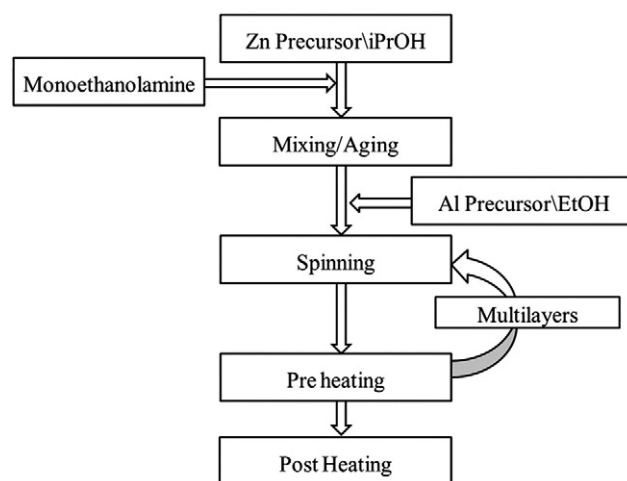 Zn Precursor\iPrOH
Monoethanolamine
Mixing/Aging
Al Precursor\EtOH
Spinning
Multilayers
Pre heating
Post Heating